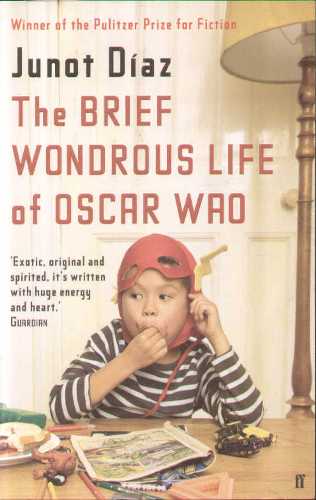 Winner of the Pulitzer Prize for Fiction
Junot Díaz
The BRIEF
WONDROUS LIFE
of OSCAR WAO
'Exotic, original and
spirited, it's written
with huge energy
and heart.'
GUARDIAN
ff